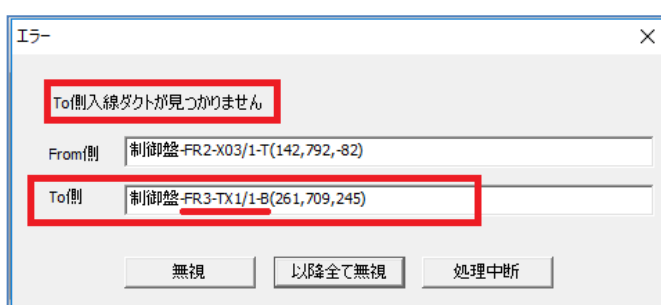 エラー
To側入線ダクトが見つかりません
From側 制御盤-FR2-X03/1-T(142,792,-82)
To側 制御盤-FR3-TX1/1-B(261,709,245)
無視 以降全て無視 処理中断